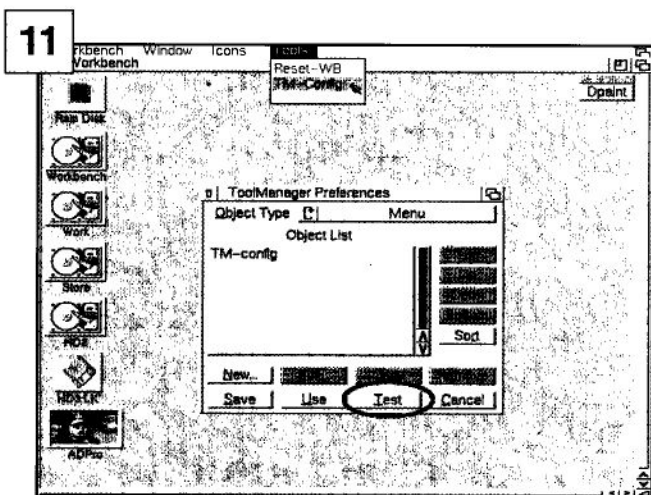 11
Workbench Window Icons Tools
Workbench
Reset-WB
TM-Config
Dpaint
Ram Disk
Workbench
Work
Store
ToolManager Preferences
Object Type Menu
Object List
TM-config
Sort
New...
Save Use Test Cancel
ADPro